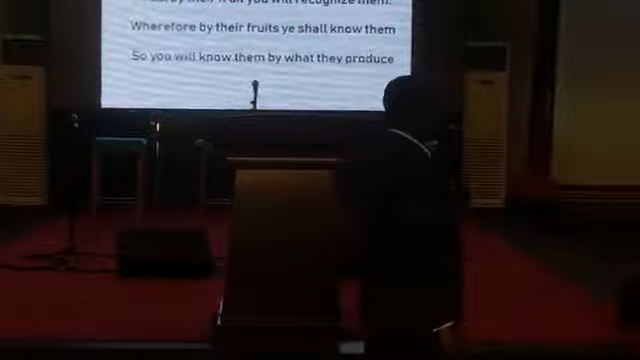 by their fruit you will recognize them.
Wherefore by their fruits ye shall know them
So you will know them by what they produce